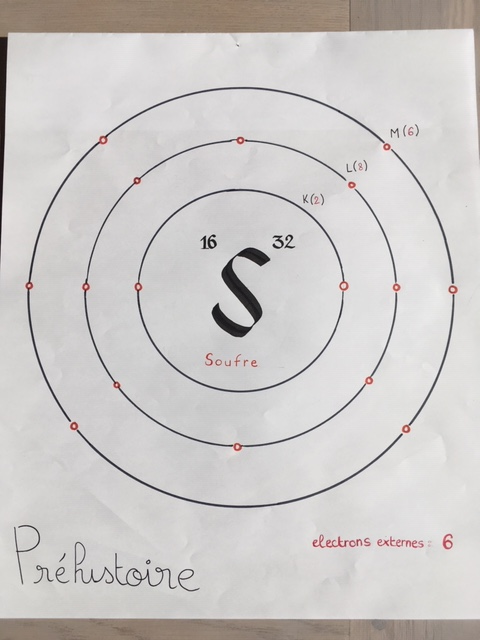 M(6)
L(8)
K(2)
16 32
S
Soufre
electrons externes = 6
Préhistoire